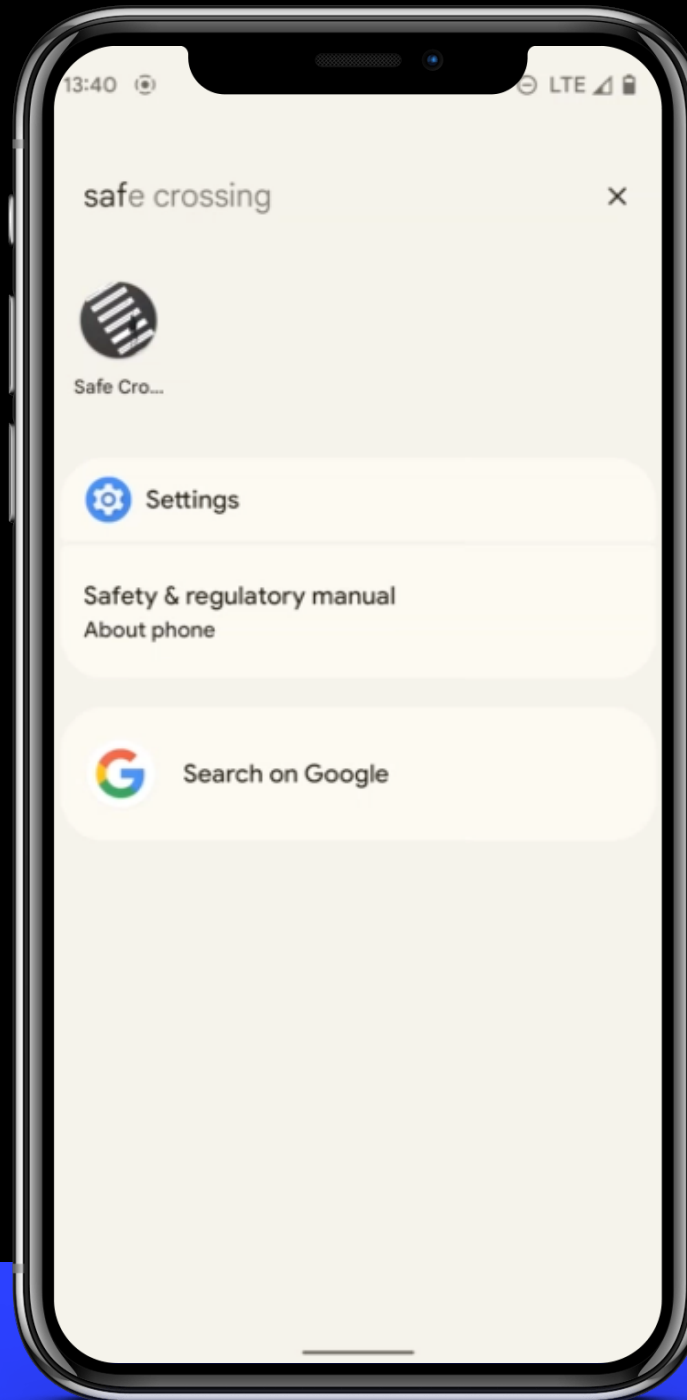 13:40 LTE
safe crossing
Safe Cro...
Settings
Safety & regulatory manual
About phone
Search on Google